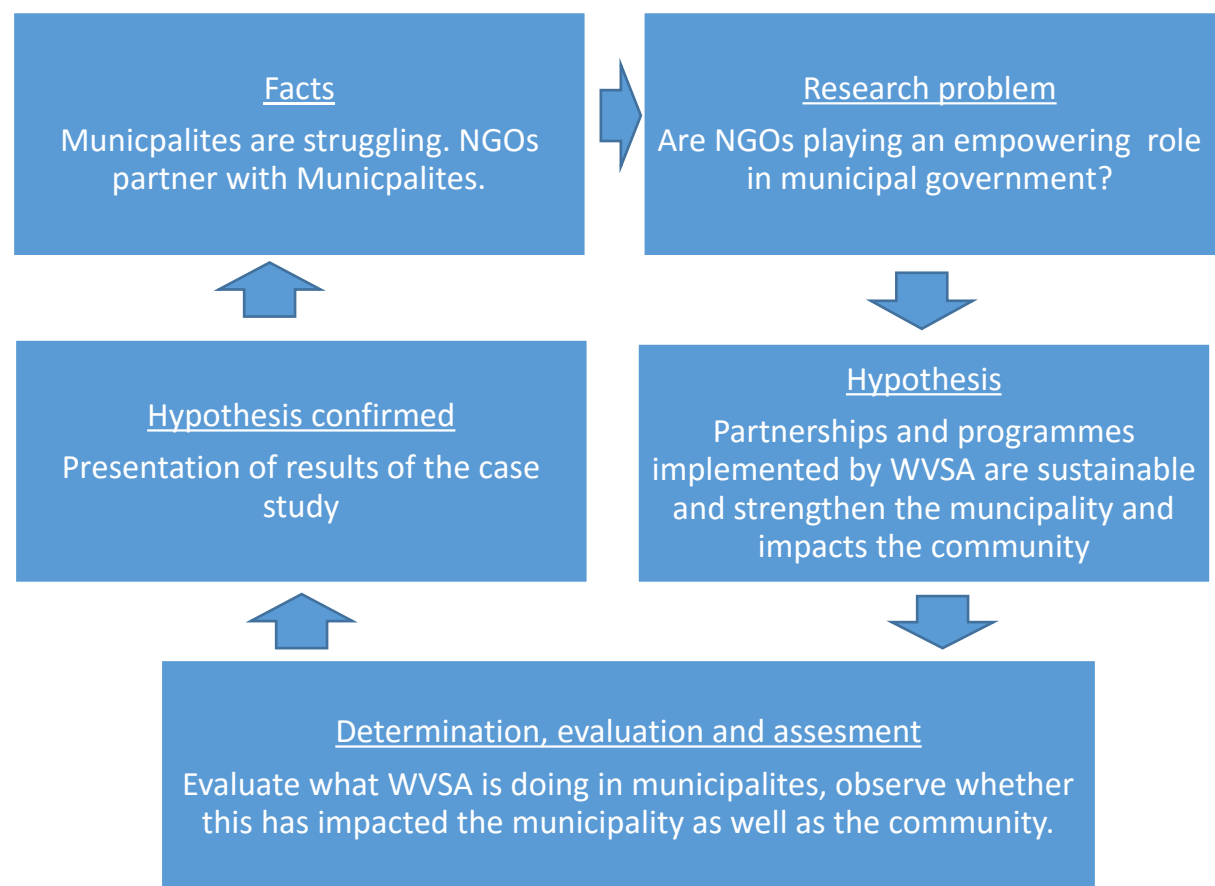 Facts
Municpalites are struggling. NGOs
partner with Municpalites.
Research problem
Are NGOs playing an empowering  role
in municipal government?
Hypothesis
Partnerships and programmes
implemented by WVSA are sustainable
and strengthen the muncipality and
impacts the community
Determination, evaluation and assesment
Evaluate what WVSA is doing in municipalites, observe whether
this has impacted the municipality as well as the community.
Hypothesis confirmed
Presentation of results of the case
study